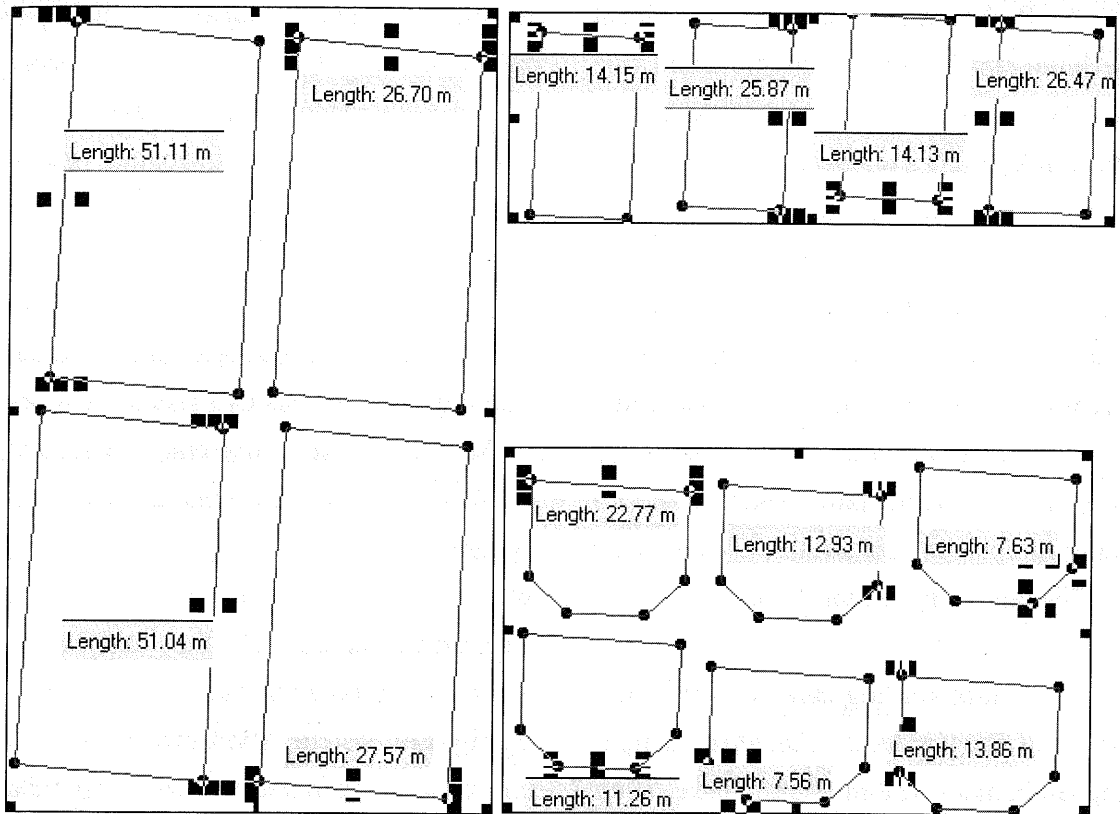 Length: 51.11 m
Length: 26.70 m
Length: 51.04 m
Length: 27.57 m
Length: 14.15 m
Length: 25.87 m
Length: 14.13 m
Length: 26.47 m
Length: 22.77 m
Length: 12.93 m
Length: 7.63 m
Length: 11.26 m
Length: 7.56 m
Length: 13.86 m